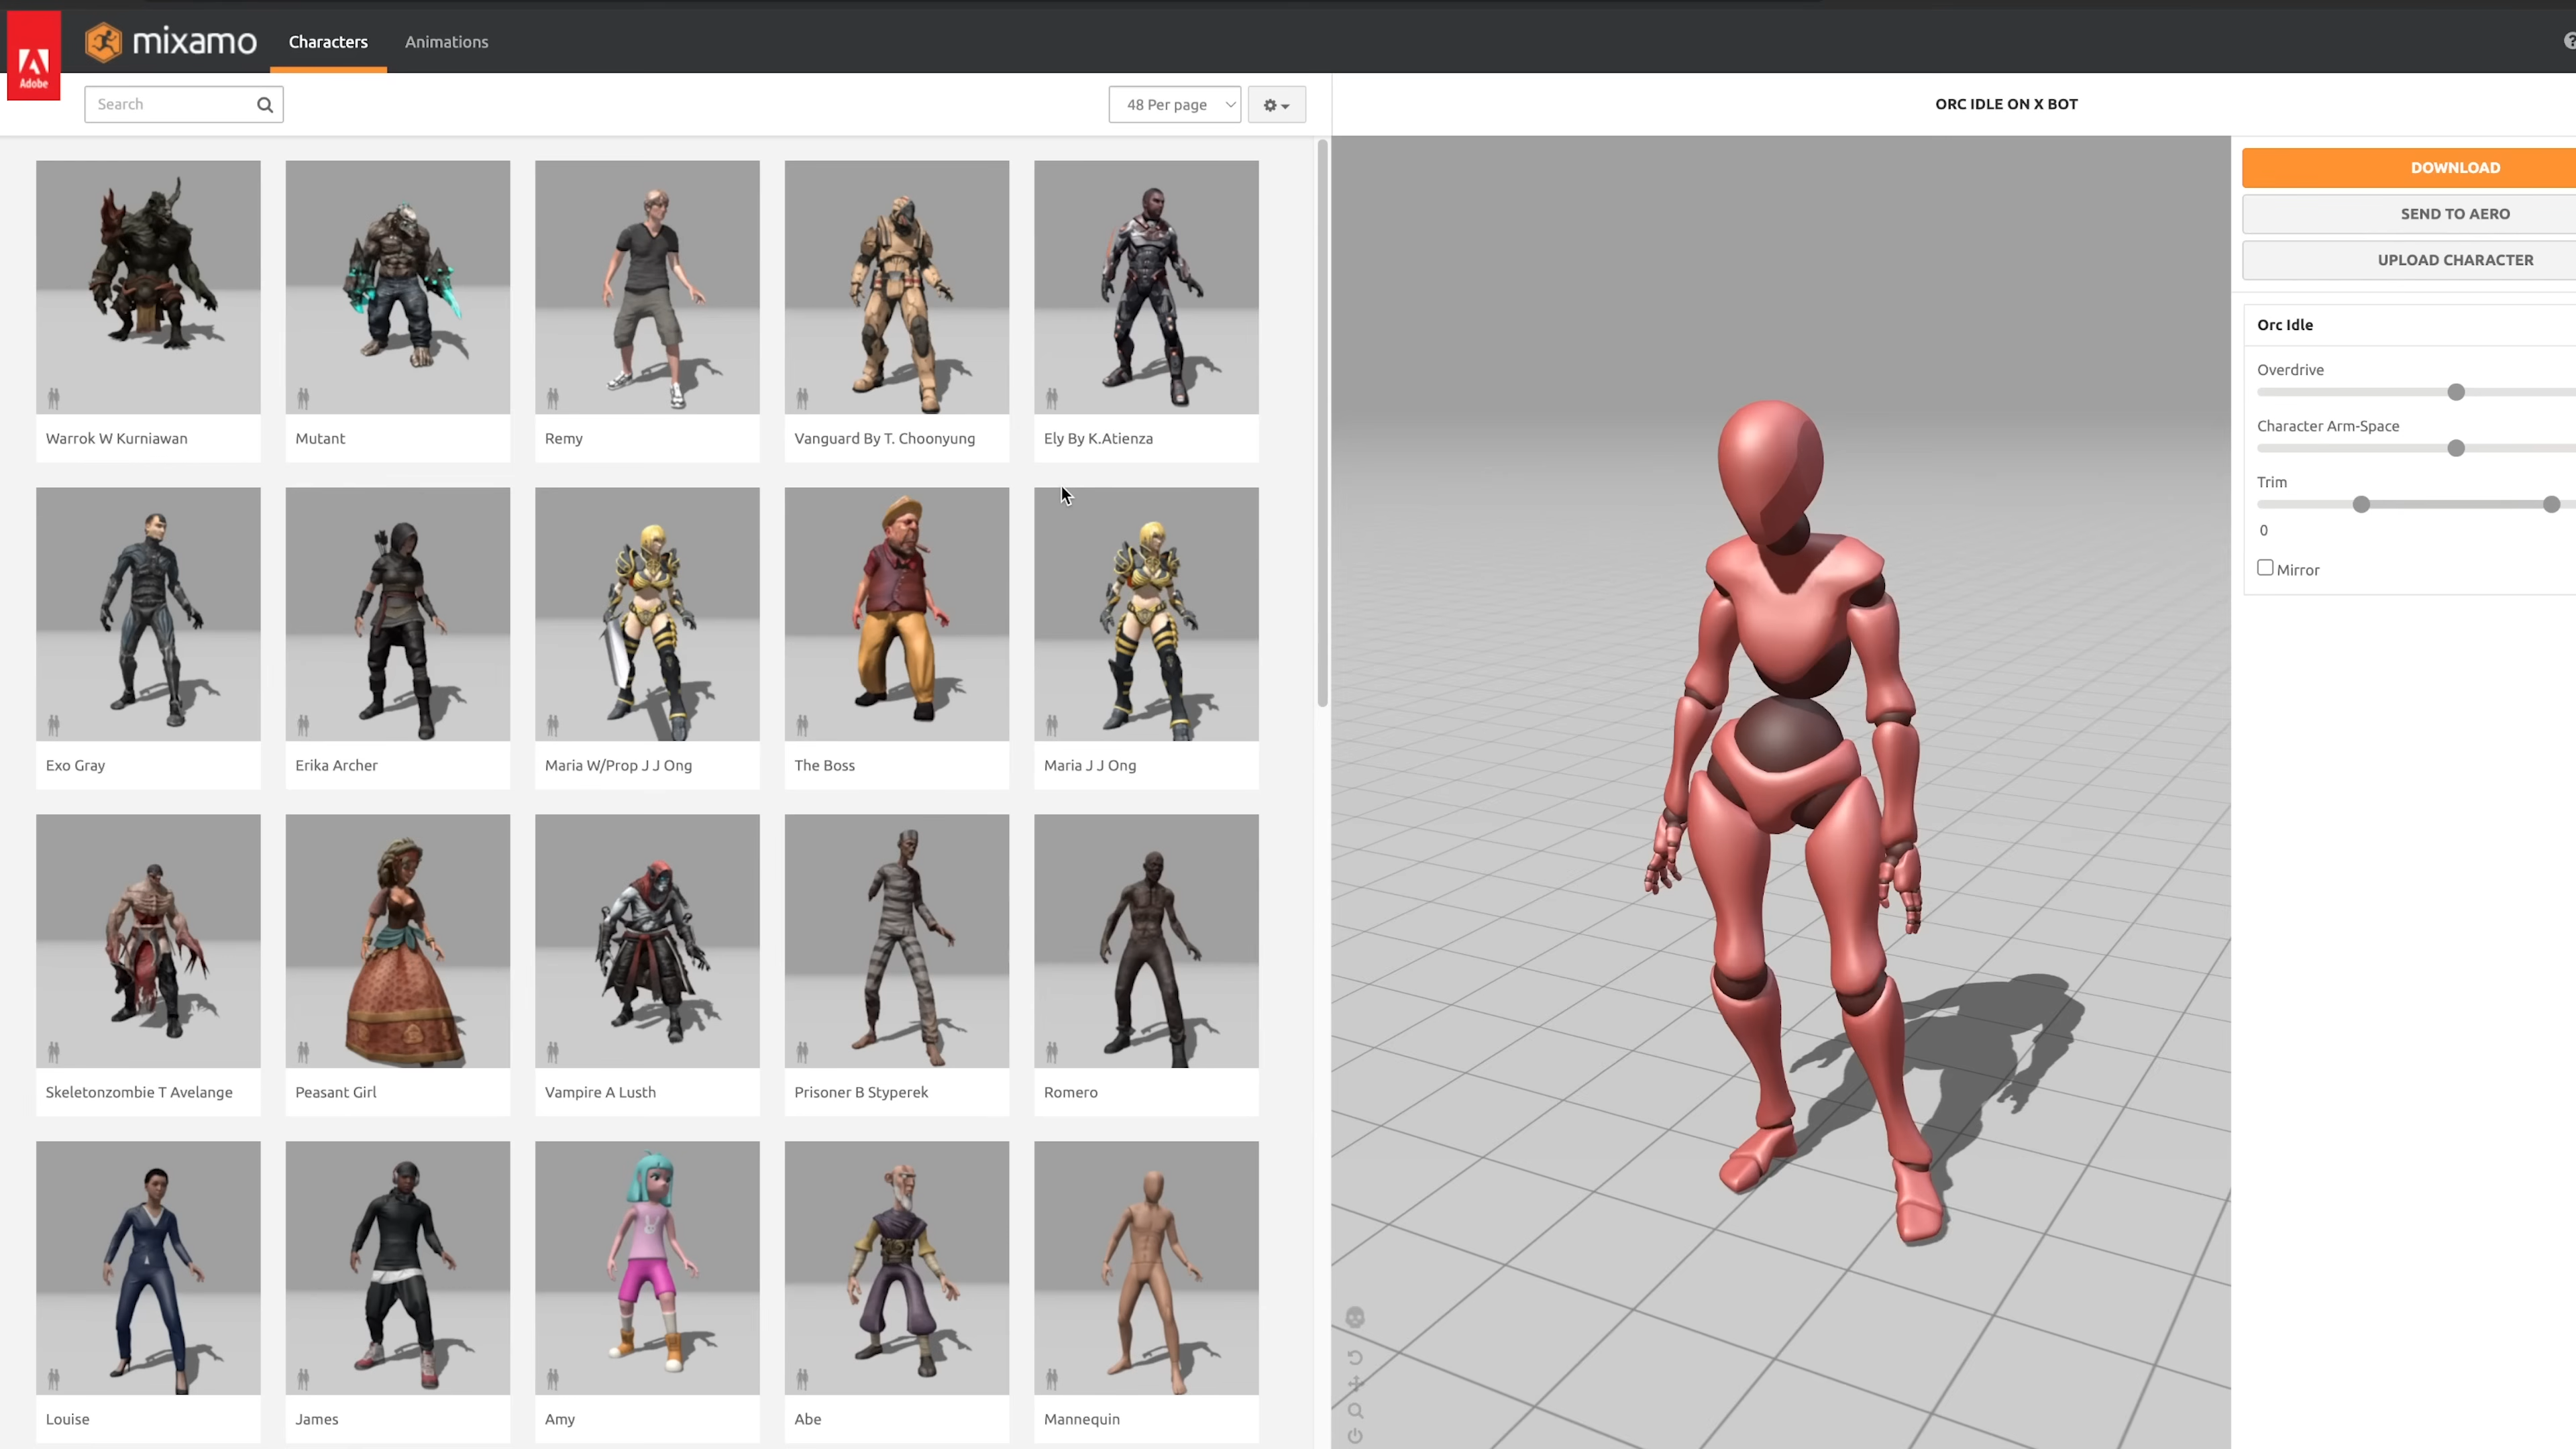 Adobe
mixamo
Characters
Animations
Search
48 Per page
ORC IDLE ON X BOT
DOWNLOAD
SEND TO AERO
UPLOAD CHARACTER
Orc Idle
Overdrive
Character Arm-Space
Trim
0
Mirror
Warrok W Kurniawan
Mutant
Remy
Vanguard By T. Choonyung
Ely By K.Atienza
Exo Gray
Erika Archer
Maria W/Prop J J Ong
The Boss
Maria J J Ong
Skeletonzombie T Avelange
Peasant Girl
Vampire A Lusth
Prisoner B Styperek
Romero
Louise
James
Amy
Abe
Mannequin